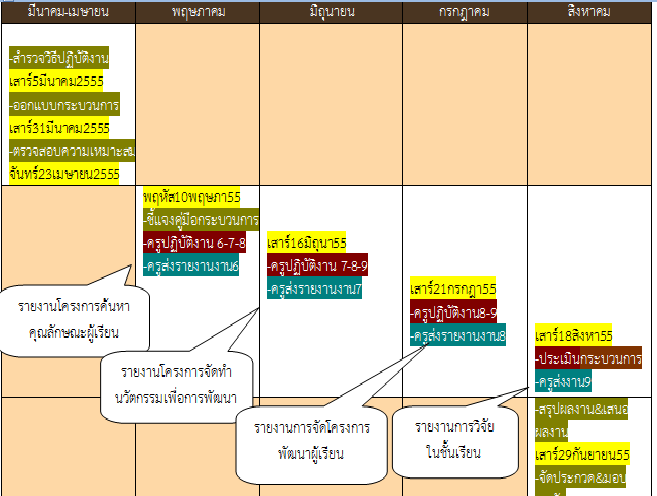 มีนาคม-เมษายน
พฤษภาคม
มิถุนายน
กรกฎาคม
สิงหาคม
-สำรวจวิธีปฏิบัติงาน
เสาร์5มีนาคม2555
-ออกแบบกระบวนการ
เสาร์31มีนาคม2555
-ตรวจสอบความเหมาะสม
จันทร์23เมษายน2555
พฤหัส10พฤษภา55
-ชี้แจงคู่มือกระบวนการ
-ครูปฏิบัติงาน 6-7-8
-ครูส่งรายงานงาน6
เสาร์16มิถุนา55
-ครูปฏิบัติงาน 7-8-9
-ครูส่งรายงานงาน7
เสาร์21กรกฎา55
-ครูปฏิบัติงาน8-9
-ครูส่งรายงานงาน8
เสาร์18สิงหา55
-ประเมินกระบวนการ
-ครูส่งงาน9
-สรุปผลงาน&เสนอ
ผลงาน
เสาร์29กันยายน55
-จัดประกวด&มอบ
รายงานโครงการค้นหา
คุณลักษณะผู้เรียน
รายงานโครงการจัดทำ
นวัตกรรมเพื่อการพัฒนา
รายงานการจัดโครงการ
พัฒนาผู้เรียน
รายงานการวิจัย
ในชั้นเรียน